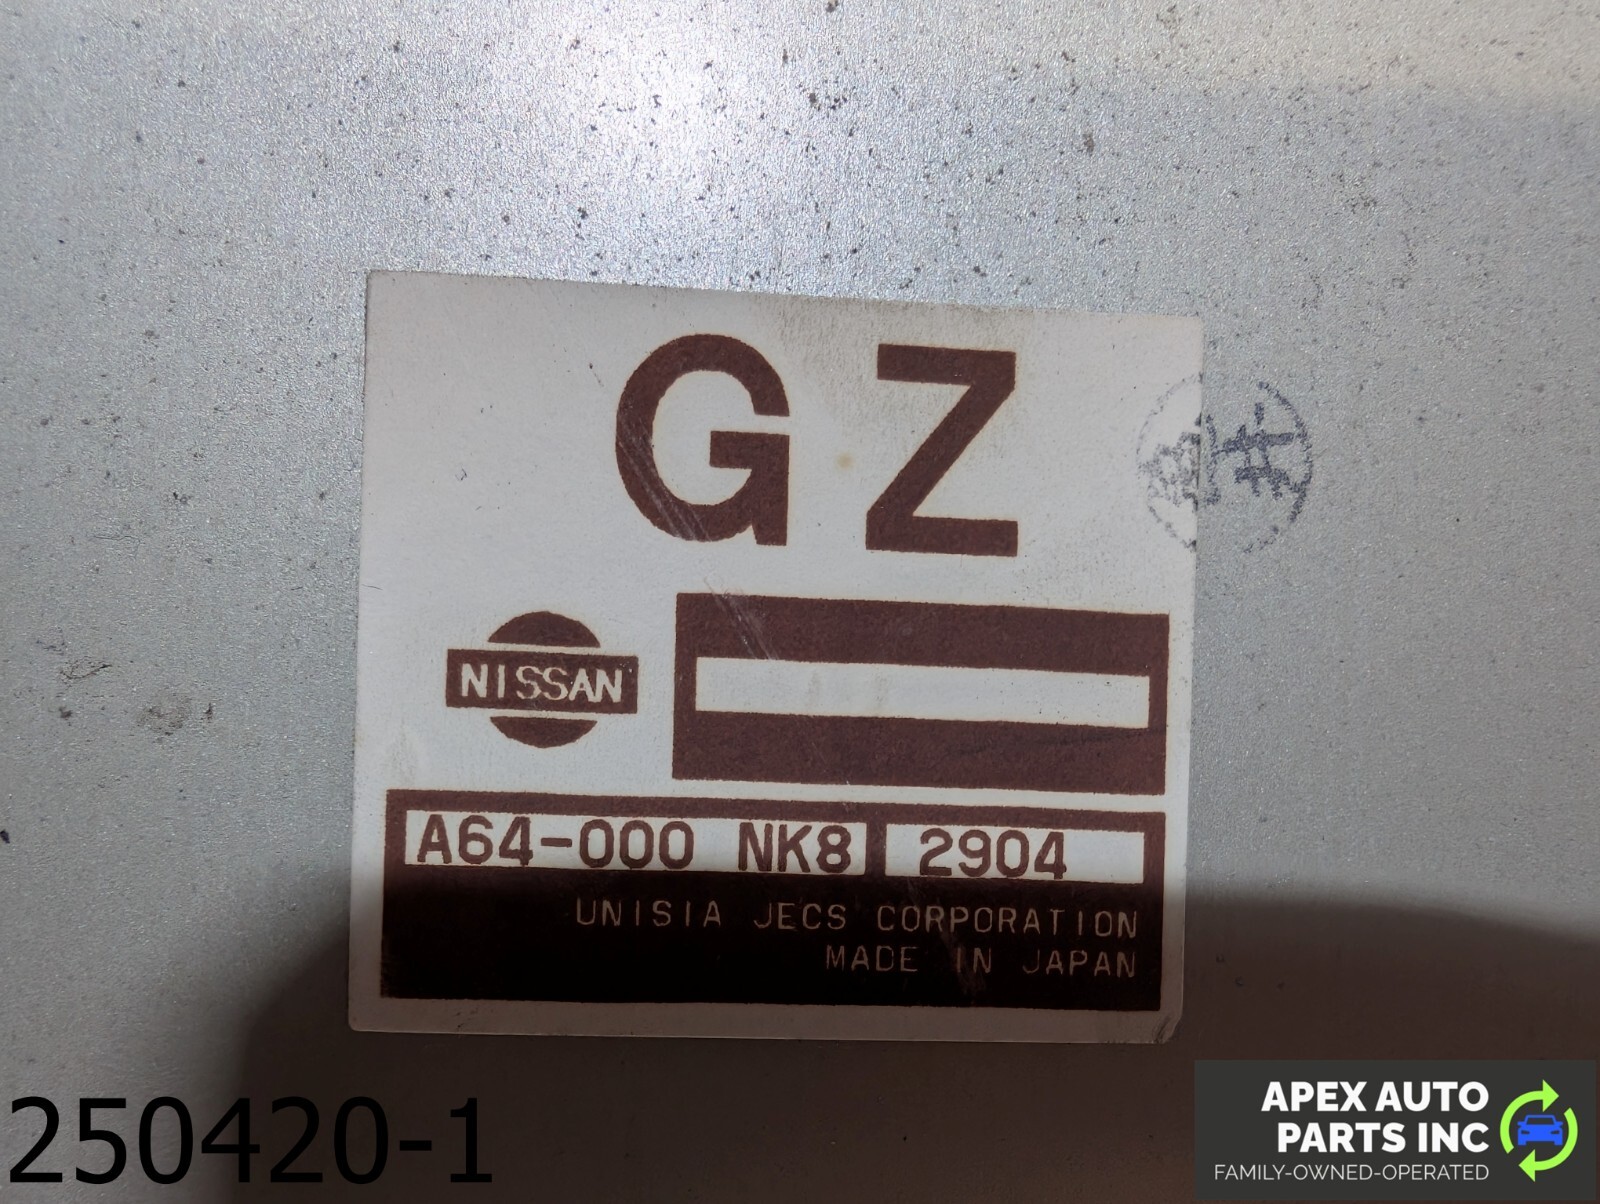 GZ
NISSAN
A64-000 NK8 2904
UNISIA JECS CORPORATION
MADE IN JAPAN
250420-1
APEX AUTO
PARTS INC
FAMILY-OWNED-OPERATED